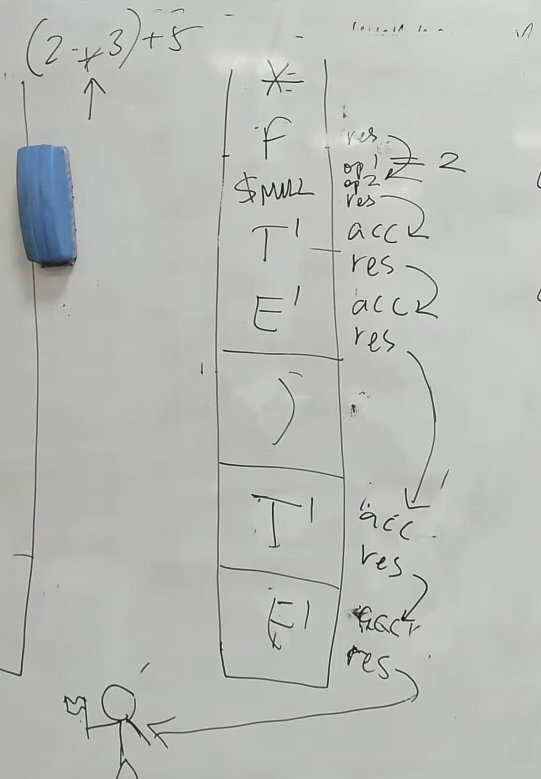 (2*3)+5
*
F res
op1 = 2
op2
$MUL res
T' acc
res
E' acc
res
)
T' acc
res
E' acc
res